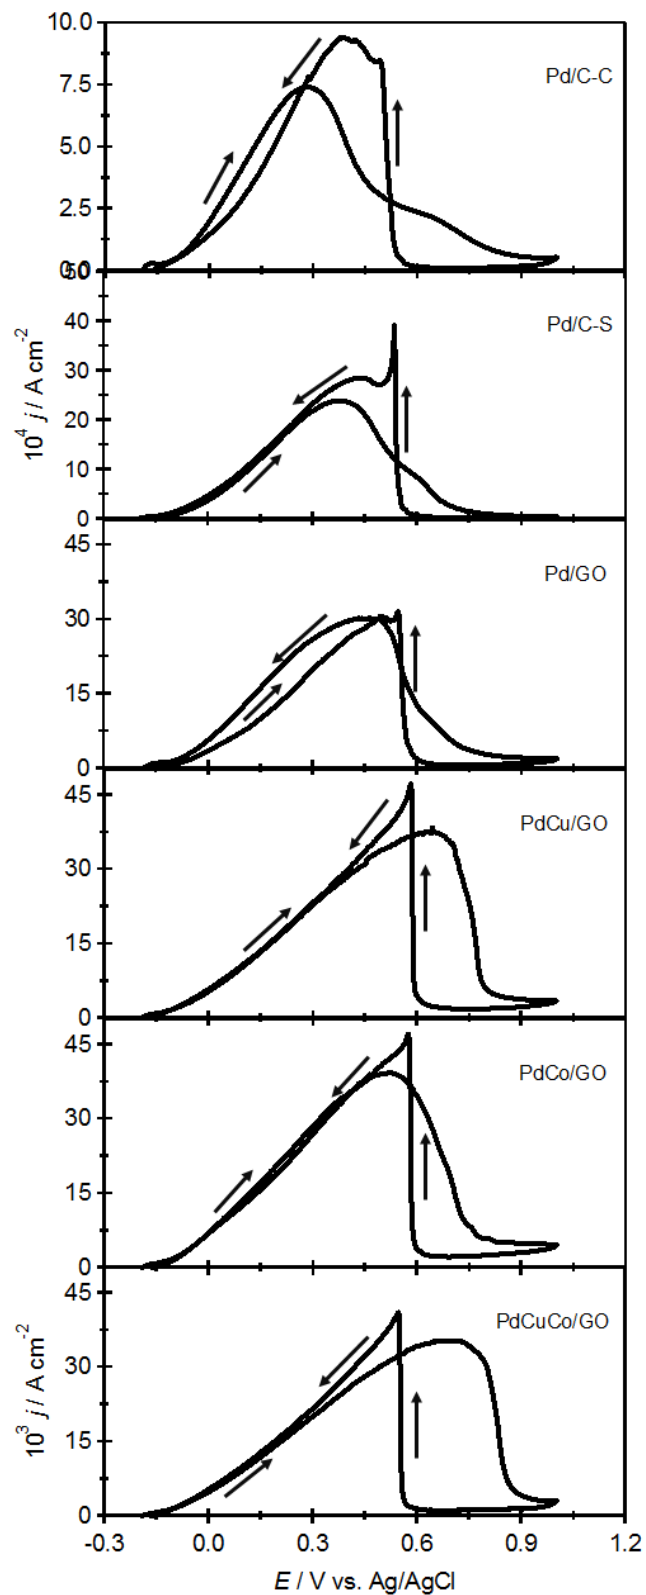 10.0
Pd/C-C
7.5
5.0
2.5
0.0
50
Pd/C-S
40
30
20
10
0
10⁴ j / A cm⁻²
45
Pd/GO
30
15
0
45
PdCu/GO
30
15
0
45
PdCo/GO
30
15
0
45
PdCuCo/GO
30
15
0
10³ j / A cm⁻²
-0.3 0.0 0.3 0.6 0.9 1.2
E / V vs. Ag/AgCl